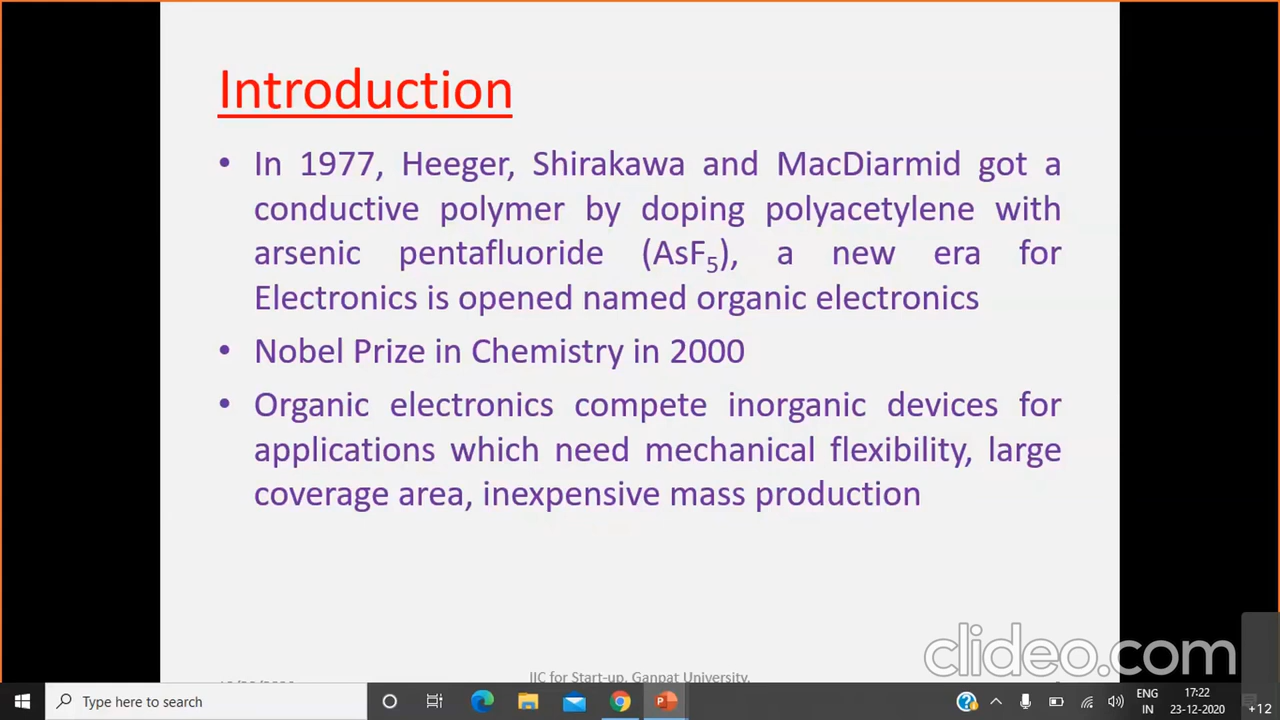 Introduction
• In 1977, Heeger, Shirakawa and MacDiarmid got a
conductive polymer by doping polyacetylene with
arsenic pentafluoride (AsF₅), a new era for
Electronics is opened named organic electronics
• Nobel Prize in Chemistry in 2000
• Organic electronics compete inorganic devices for
applications which need mechanical flexibility, large
coverage area, inexpensive mass production
clideo.com
IIC for Start-up, Ganpat University,
Type here to search
ENG
IN
17:22
23-12-2020
+12